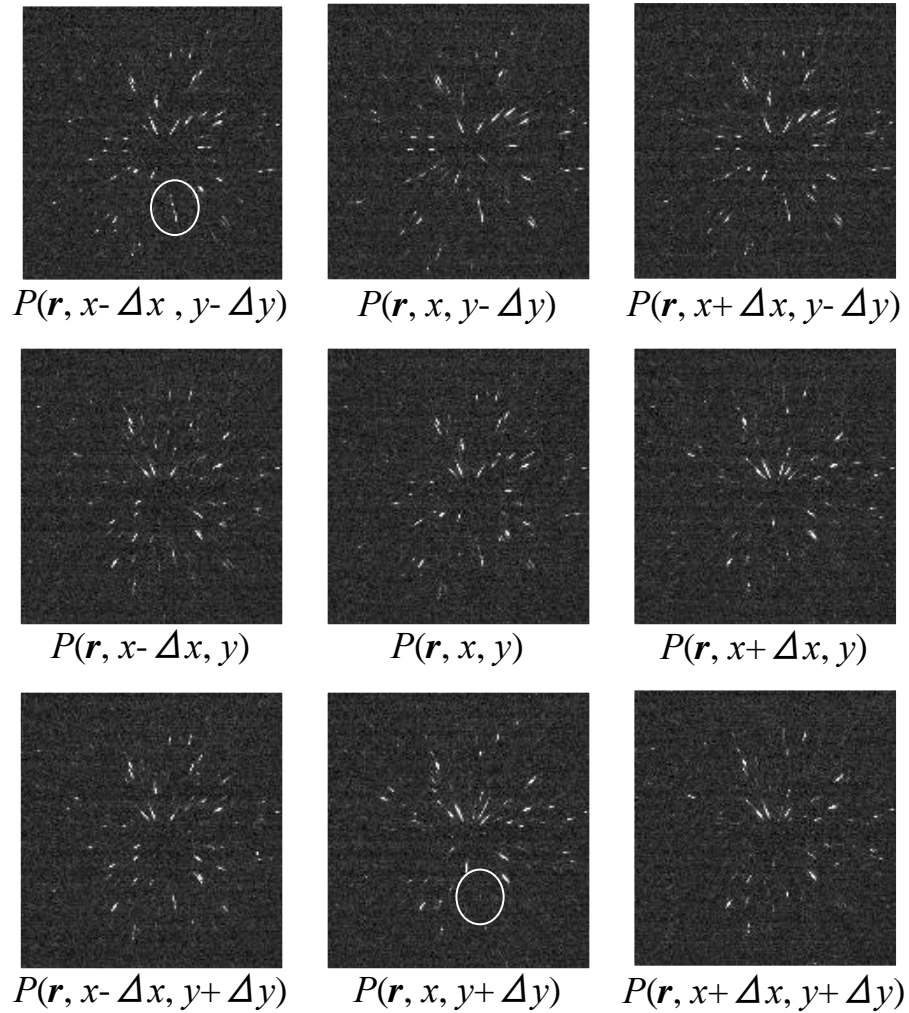 P(r, x- Δx , y- Δy)
P(r, x, y- Δy)
P(r, x+ Δx, y- Δy)
P(r, x- Δx, y)
P(r, x, y)
P(r, x+ Δx, y)
P(r, x- Δx, y+ Δy)
P(r, x, y+ Δy)
P(r, x+ Δx, y+ Δy)